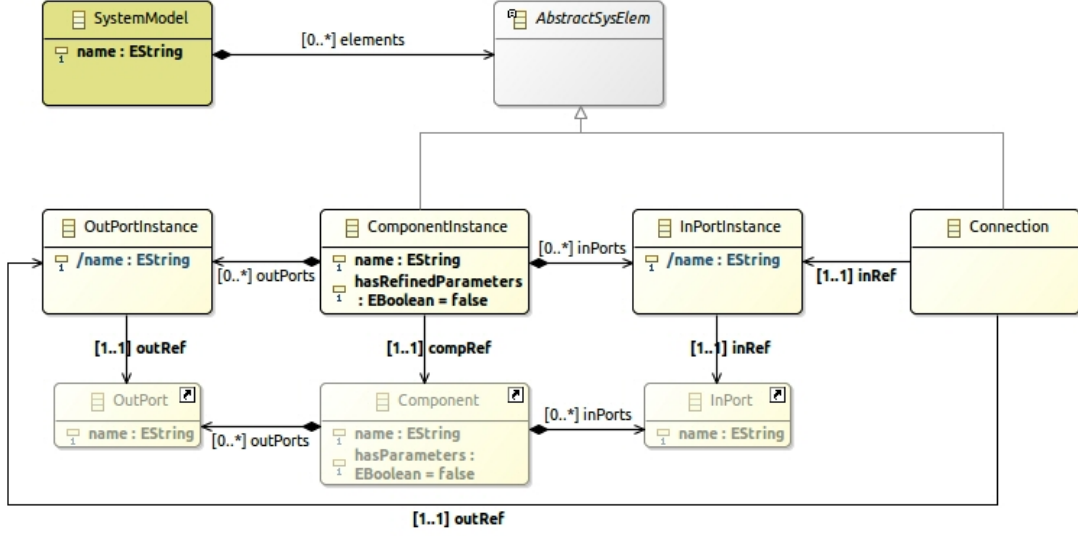 SystemModel
name : EString
[0..*] elements
AbstractSysElem
OutPortInstance
/name : EString
[0..*] outPorts
ComponentInstance
name : EString
hasRefinedParameters
: EBoolean = false
[0..*] inPorts
InPortInstance
/name : EString
[1..1] inRef
Connection
[1..1] outRef
[1..1] compRef
[1..1] inRef
OutPort
name : EString
[0..*] outPorts
Component
name : EString
hasParameters :
EBoolean = false
[0..*] inPorts
InPort
name : EString
[1..1] outRef